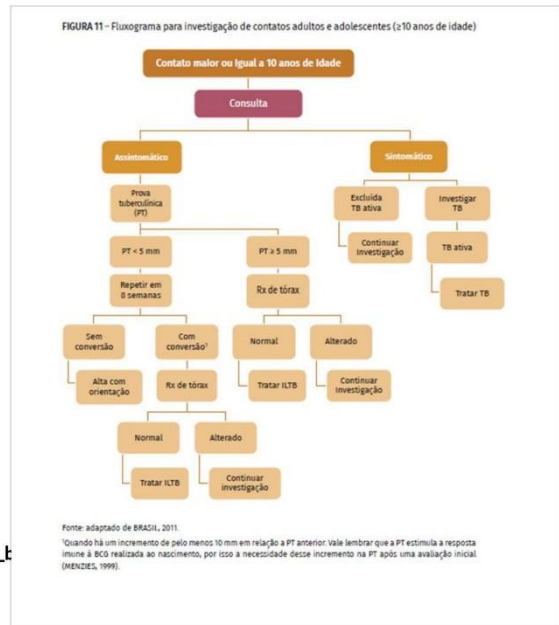 FIGURA 11 – Fluxograma para investigação de contatos adultos e adolescentes (≥10 anos de idade)
Contato maior ou Igual a 10 anos de Idade
Consulta
Assintomático
Sintomático
Prova
tuberculínica
(PT)
Excluída
TB ativa
Investigar
TB
PT < 5 mm
PT ≥ 5 mm
Continuar
Investigação
TB ativa
Repetir em
8 semanas
Rx de tórax
Tratar TB
Sem
conversão
Com
conversão¹
Normal
Alterado
Alta com
orientação
Rx de tórax
Tratar ILTB
Continuar
Investigação
Normal
Alterado
Tratar ILTB
Continuar
investigação
Fonte: adaptado de BRASIL, 2011.
¹Quando há um incremento de pelo menos 10 mm em relação a PT anterior. Vale lembrar que a PT estimula a resposta
imune à BCG realizada ao nascimento, por isso a necessidade desse incremento na PT após uma avaliação inicial
(MENZIES, 1999).